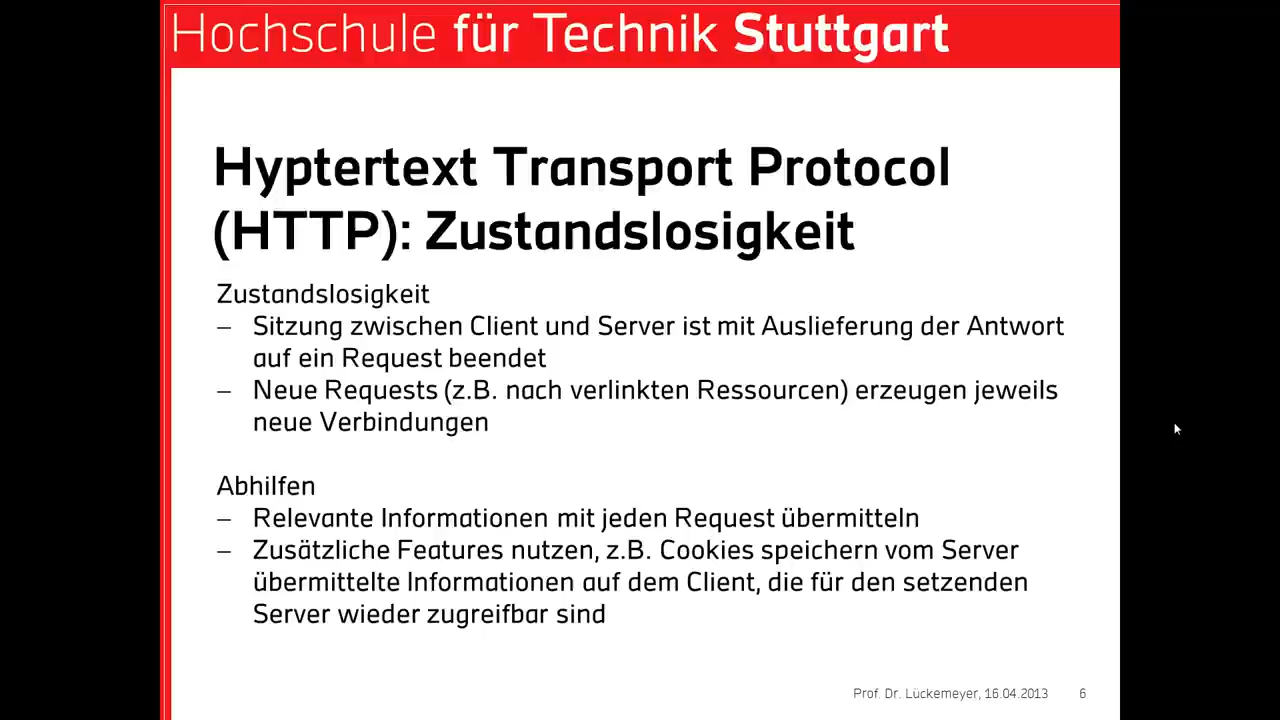 Hochschule für Technik Stuttgart
Hyptertext Transport Protocol
(HTTP): Zustandslosigkeit
Zustandslosigkeit
– Sitzung zwischen Client und Server ist mit Auslieferung der Antwort
auf ein Request beendet
– Neue Requests (z.B. nach verlinkten Ressourcen) erzeugen jeweils
neue Verbindungen
Abhilfen
– Relevante Informationen mit jeden Request übermitteln
– Zusätzliche Features nutzen, z.B. Cookies speichern vom Server
übermittelte Informationen auf dem Client, die für den setzenden
Server wieder zugreifbar sind
Prof. Dr. Lückemeyer, 16.04.2013 6